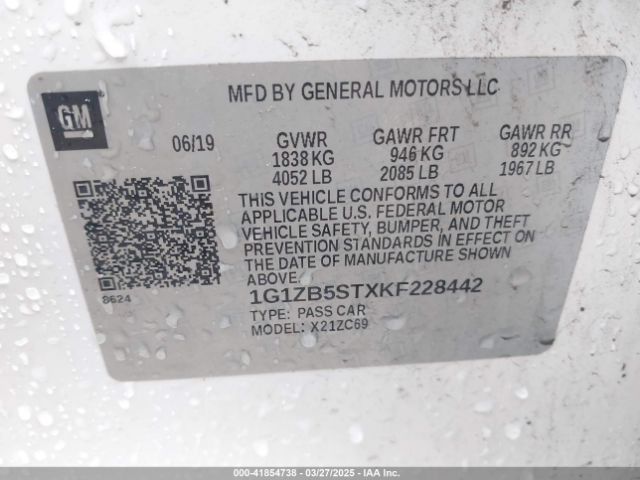 MFD BY GENERAL MOTORS LLC
GM
06/19 GVWR GAWR FRT GAWR RR
1838 KG 946 KG 892 KG
4052 LB 2085 LB 1967 LB
THIS VEHICLE CONFORMS TO ALL
APPLICABLE U.S. FEDERAL MOTOR
VEHICLE SAFETY, BUMPER, AND THEFT
PREVENTION STANDARDS IN EFFECT ON
THE DATE OF MANUFACTURE SHOWN
ABOVE.
8624
1G1ZB5STXKF228442
TYPE: PASS CAR
MODEL: X21ZC69
000-41854738 - 03/27/2025 - IAA Inc.